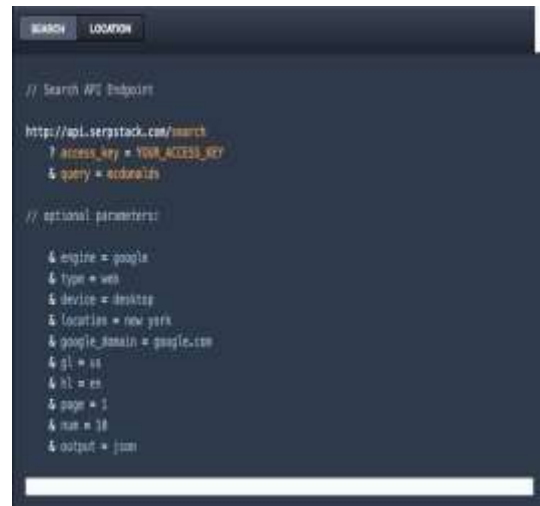 SEARCH LOCATION
// Search API Endpoint
http://api.serpstack.com/search
? access_key = YOUR_ACCESS_KEY
& query = mcdonalds
// optional parameters:
& engine = google
& type = web
& device = desktop
& location = new york
& google_domain = google.com
& gl = us
& hl = en
& page = 1
& num = 10
& output = json